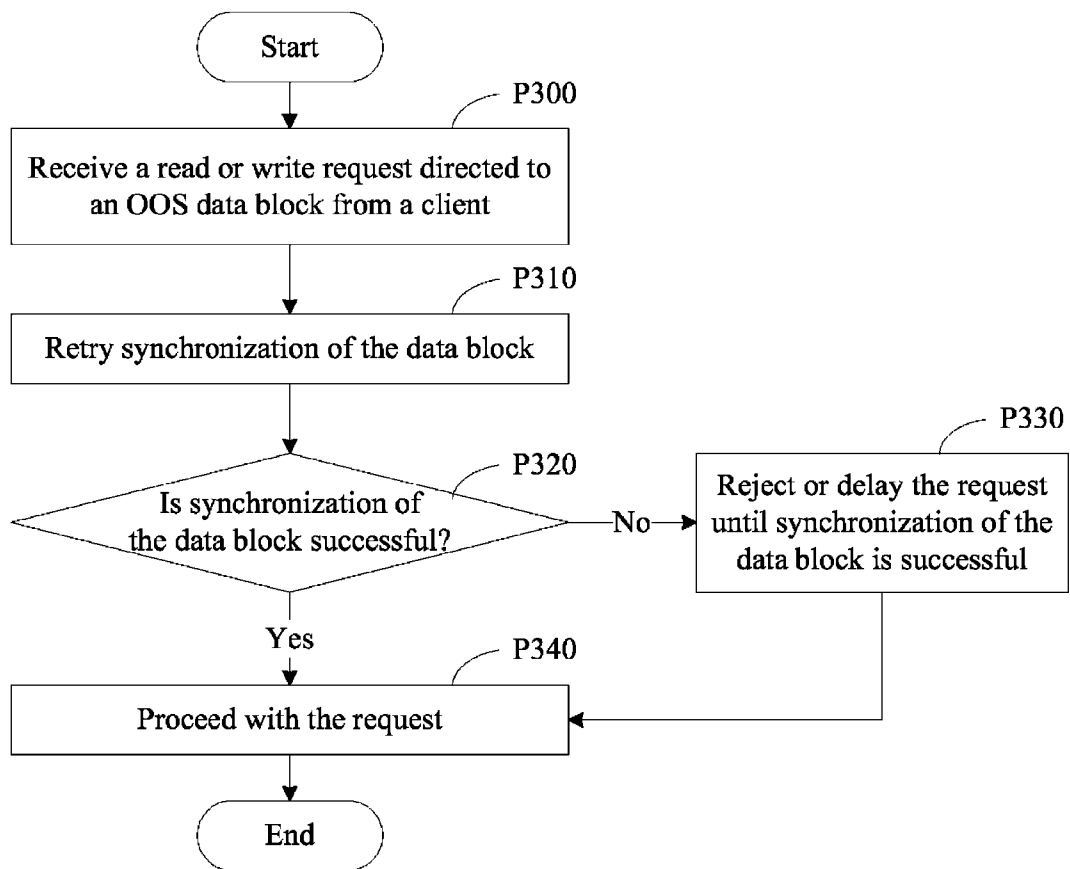 Start
P300
Receive a read or write request directed to
an OOS data block from a client
P310
Retry synchronization of the data block
P320
Is synchronization of
the data block successful?
No
P330
Reject or delay the request
until synchronization of the
data block is successful
Yes
P340
Proceed with the request
End